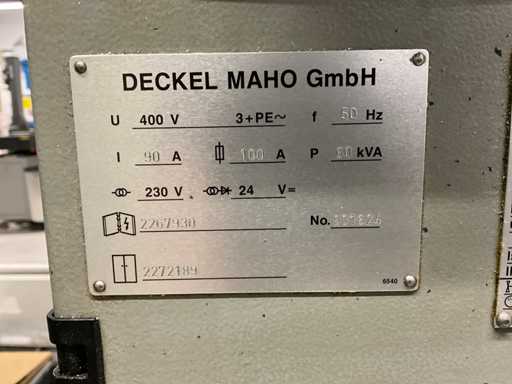 DECKEL MAHO GmbH
U 400 V 3+PE~ f 50 Hz
I 90 A 100 A P kVA
230 V 24 V=
2267930 No.
2272189
6540